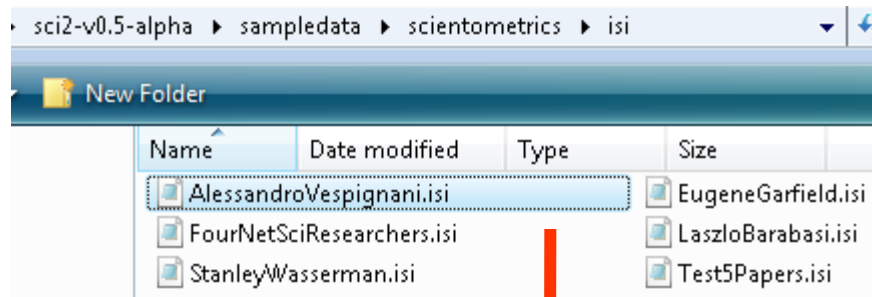 sci2-v0.5-alpha ▸ sampledata ▸ scientometrics ▸ isi
New Folder
Name Date modified Type Size
AlessandroVespignani.isi EugeneGarfield.isi
FourNetSciResearchers.isi LaszloBarabasi.isi
StanleyWasserman.isi Test5Papers.isi